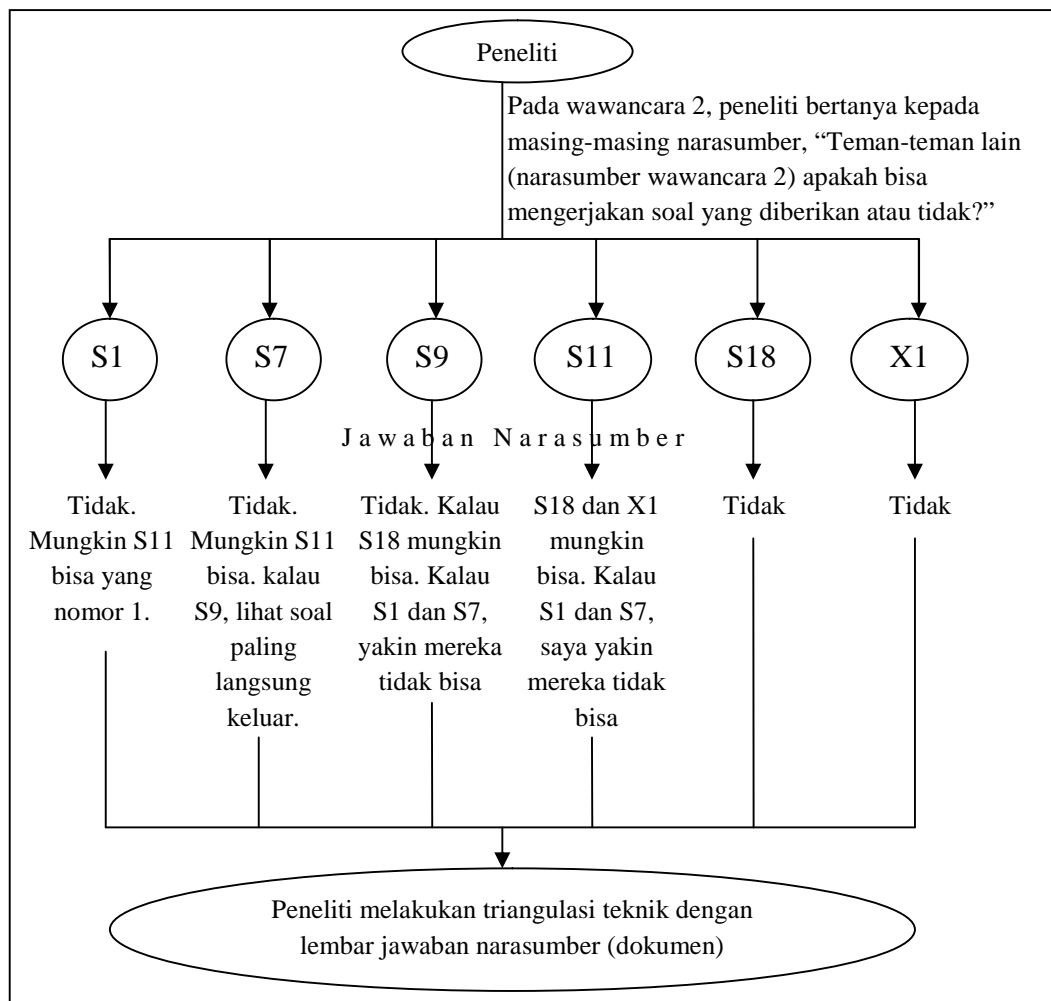 Peneliti
Pada wawancara 2, peneliti bertanya kepada
masing-masing narasumber, “Teman-teman lain
(narasumber wawancara 2) apakah bisa
mengerjakan soal yang diberikan atau tidak?”
S1
S7
S9
S11
S18
X1
Jawaban Narasumber
Tidak.
Mungkin S11
bisa yang
nomor 1.
Tidak.
Mungkin S11
bisa. kalau
S9, lihat soal
paling
langsung
keluar.
Tidak. Kalau
S18 mungkin
bisa. Kalau
S1 dan S7,
yakin mereka
tidak bisa
S18 dan X1
mungkin
bisa. Kalau
S1 dan S7,
saya yakin
mereka tidak
bisa
Tidak
Tidak
Peneliti melakukan triangulasi teknik dengan
lembar jawaban narasumber (dokumen)